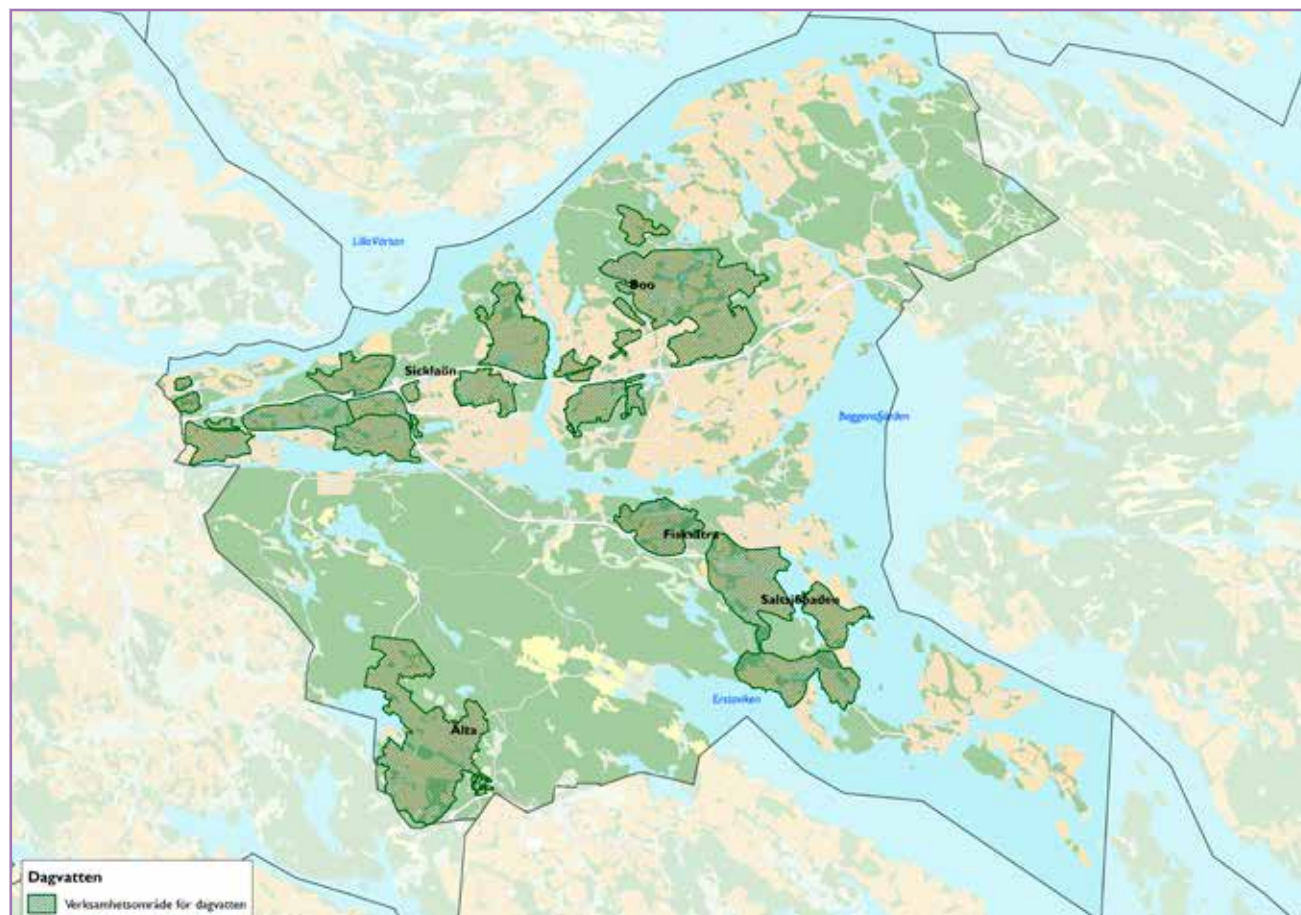 Lilla Värtan
Boo
Sicklaön
Baggensfjärden
Fisksätra
Saltsjöbaden
Erstaviken
Älta
Dagvatten
Verksamhetsområde för dagvatten